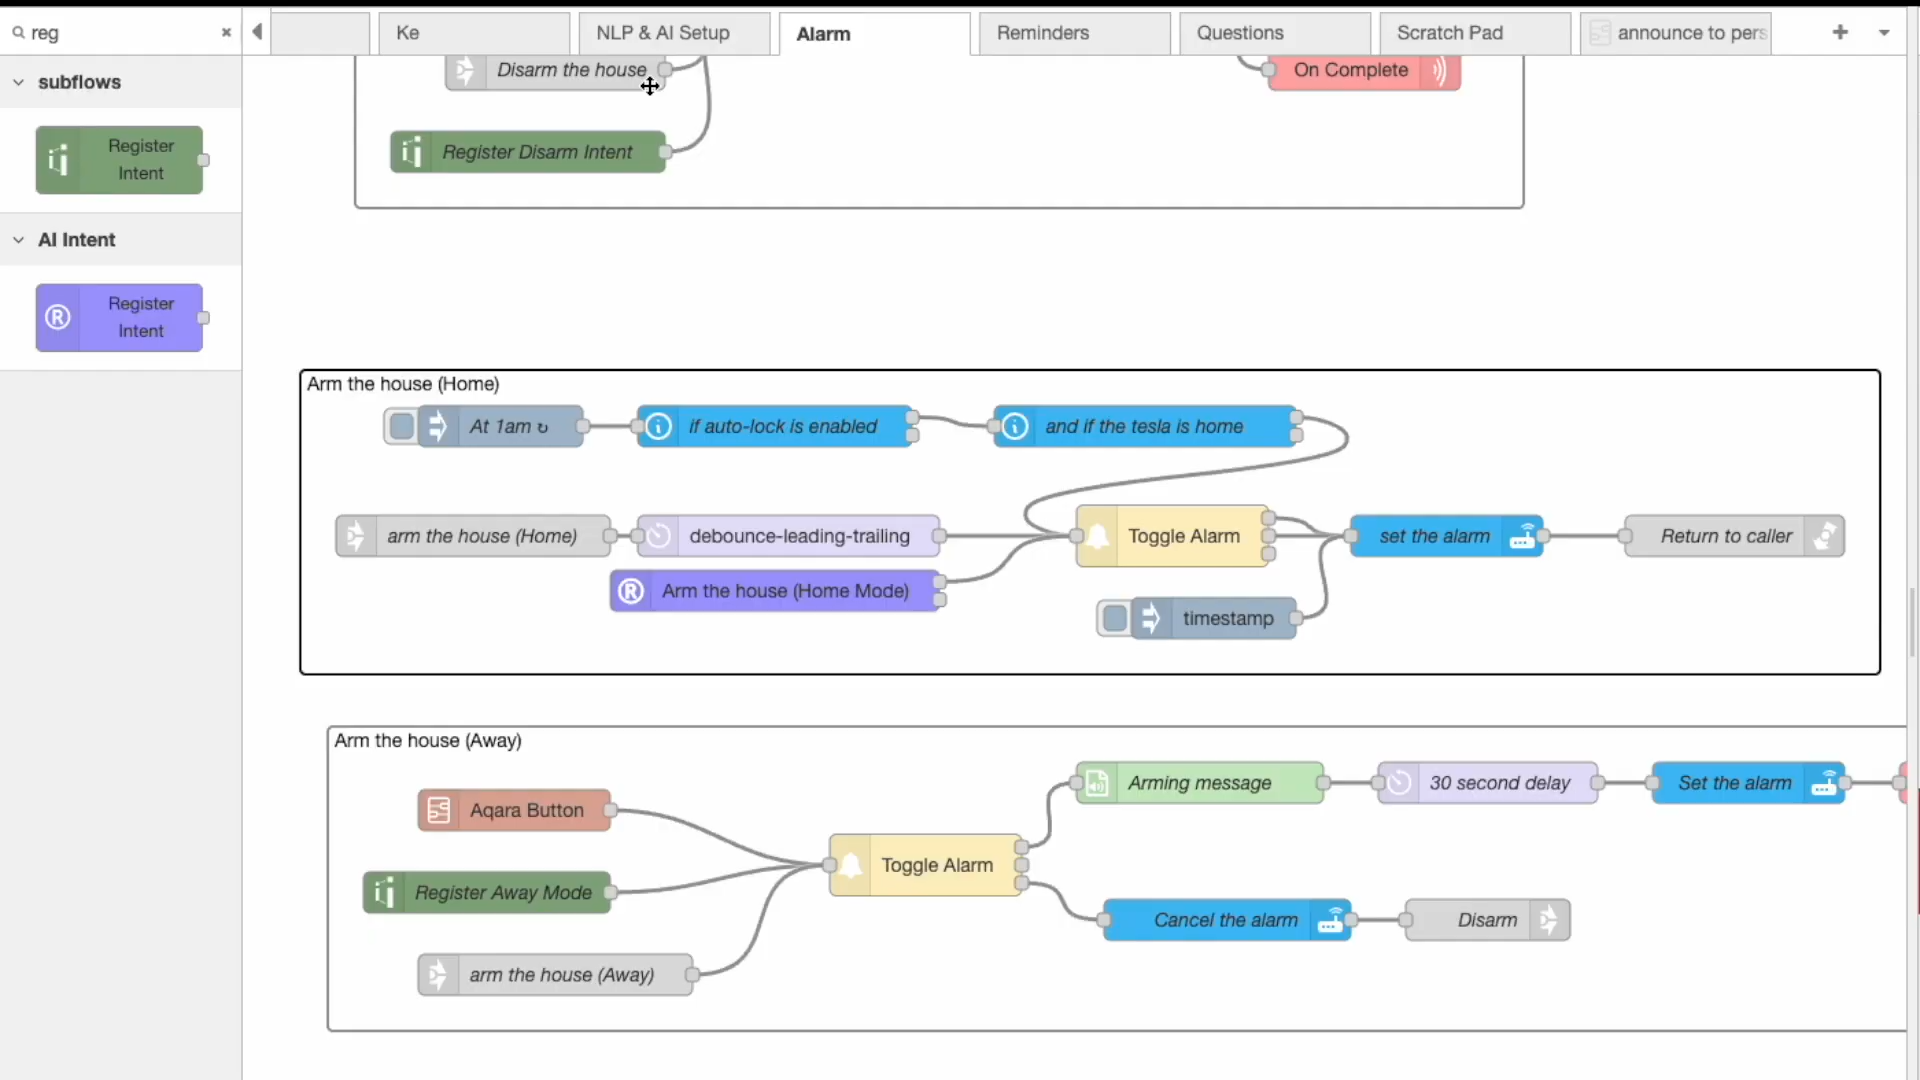 reg
Ke
NLP & AI Setup
Alarm
Reminders
Questions
Scratch Pad
announce to pers
subflows
Register
Intent
AI Intent
Register
Intent
Disarm the house
On Complete
Register Disarm Intent
Arm the house (Home)
At 1am ↻
if auto-lock is enabled
and if the tesla is home
arm the house (Home)
debounce-leading-trailing
Toggle Alarm
set the alarm
Return to caller
Arm the house (Home Mode)
timestamp
Arm the house (Away)
Aqara Button
Arming message
30 second delay
Set the alarm
Toggle Alarm
Register Away Mode
Cancel the alarm
Disarm
arm the house (Away)